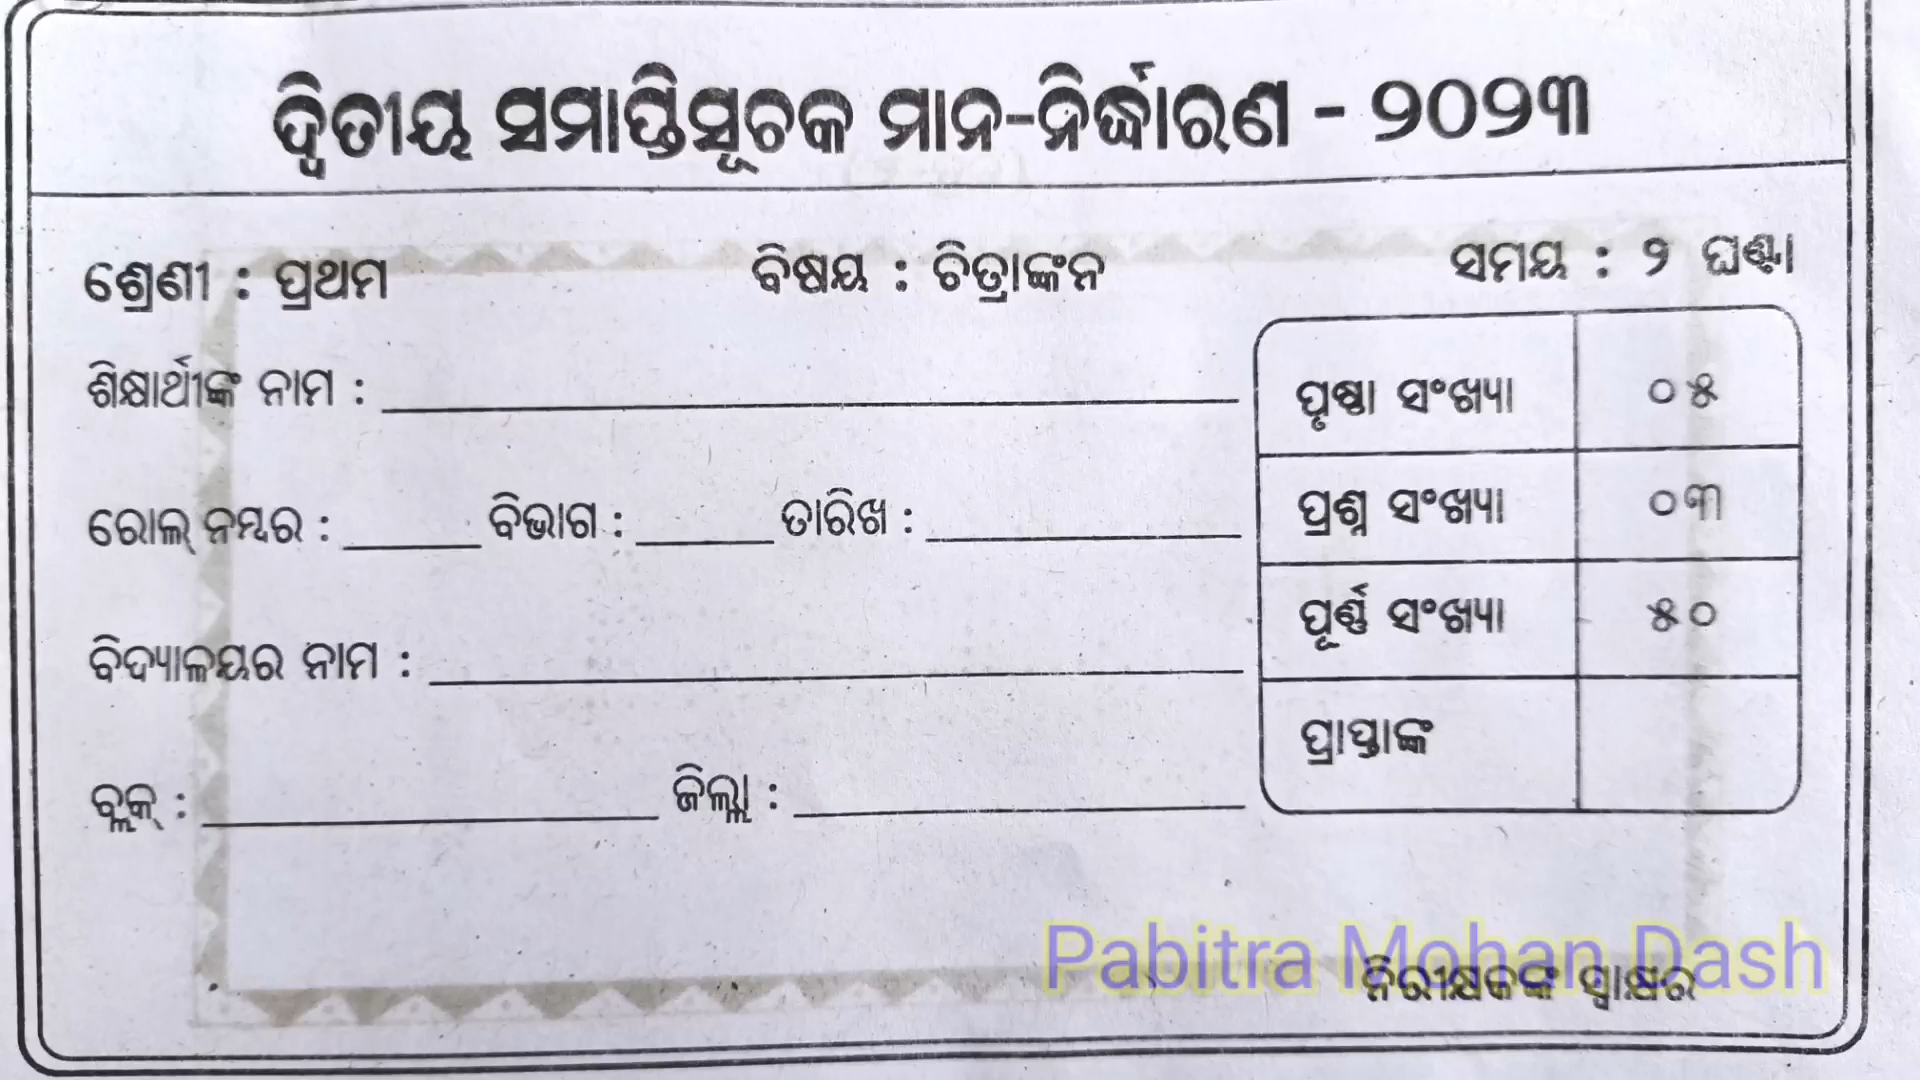 ଦ୍ଵିତୀୟ ସମାପ୍ତିସୂଚକ ମାନ-ନିର୍ଦ୍ଧାରଣ - ୨୦୨୩
ଶ୍ରେଣୀ : ପ୍ରଥମ ବିଷୟ : ଚିତ୍ରାଙ୍କନ ସମୟ : ୨ ଘଣ୍ଟା
ଶିକ୍ଷାର୍ଥୀଙ୍କ ନାମ :
ପୃଷ୍ଠା ସଂଖ୍ୟା ୦୫
ରୋଲ୍ ନମ୍ବର : ବିଭାଗ : ତାରିଖ :
ପ୍ରଶ୍ନ ସଂଖ୍ୟା ୦୩
ପୂର୍ଣ୍ଣ ସଂଖ୍ୟା ୫୦
ବିଦ୍ୟାଳୟର ନାମ :
ପ୍ରାପ୍ତାଙ୍କ
ବ୍ଲକ୍ : ଜିଲ୍ଲା :
Pabitra Mohan Dash
ନିରୀକ୍ଷକଙ୍କ ସ୍ୱାକ୍ଷର